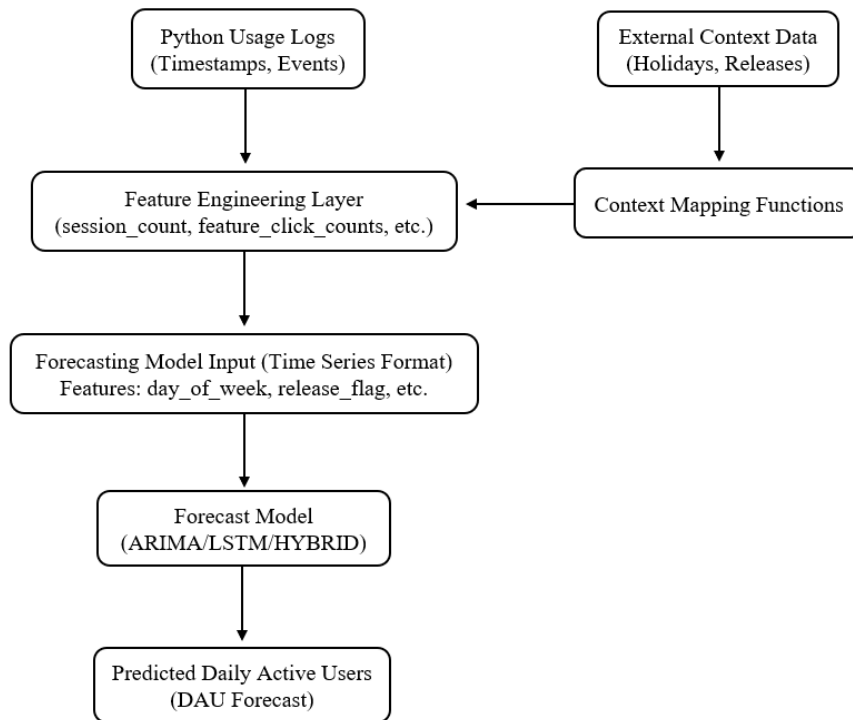 Python Usage Logs
(Timestamps, Events)
External Context Data
(Holidays, Releases)
Feature Engineering Layer
(session_count, feature_click_counts, etc.)
Context Mapping Functions
Forecasting Model Input (Time Series Format)
Features: day_of_week, release_flag, etc.
Forecast Model
(ARIMA/LSTM/HYBRID)
Predicted Daily Active Users
(DAU Forecast)